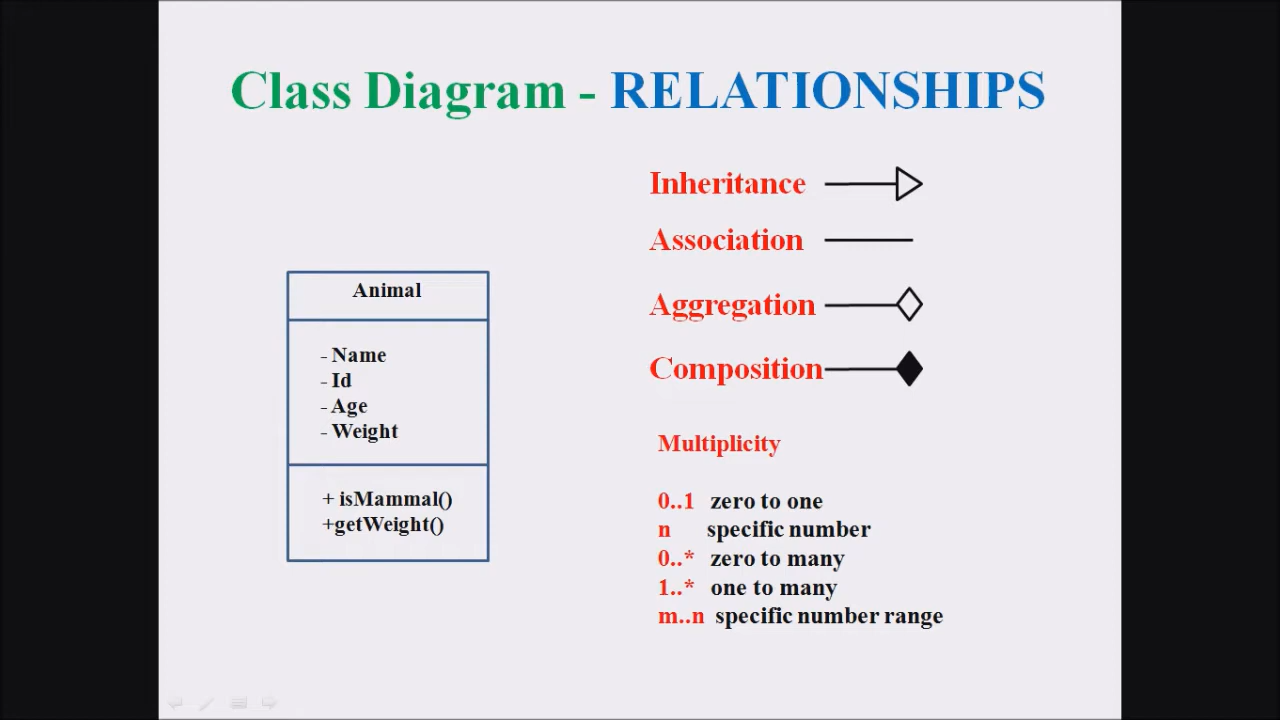 Class Diagram - RELATIONSHIPS
Animal
- Name
- Id
- Age
- Weight
+ isMammal()
+getWeight()
Inheritance
Association
Aggregation
Composition
Multiplicity
0..1 zero to one
n specific number
0..* zero to many
1..* one to many
m..n specific number range